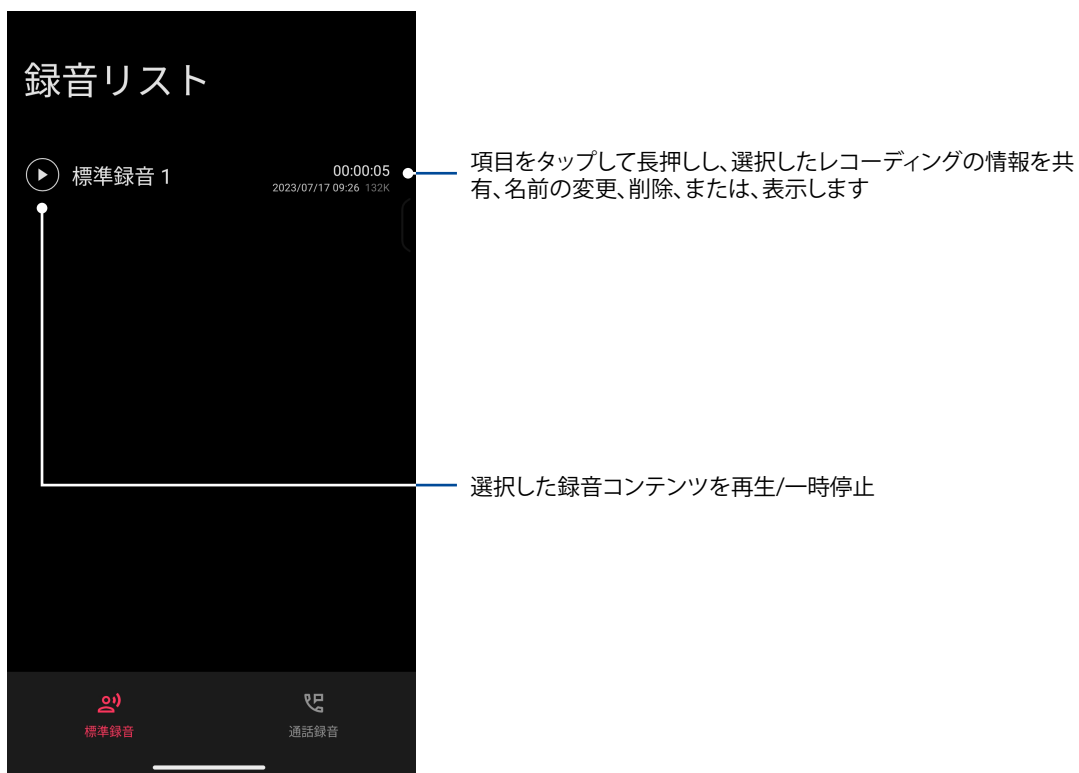 録音リスト
標準録音 1
00:00:05
2023/07/17 09:26 132K
項目をタップして長押しし、選択したレコーディングの情報を共
有、名前の変更、削除、または、表示します
選択した録音コンテンツを再生/一時停止
標準録音
通話録音